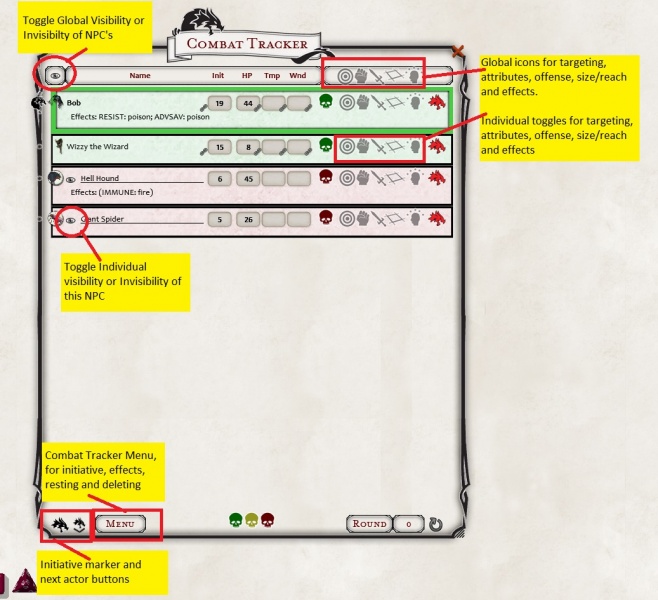 Toggle Global Visibility or
Invisibilty of NPC's
COMBAT TRACKER
Name Init HP Tmp Wnd
Global icons for targeting,
attributes, offense, size/reach
and effects.
Bob 19 44
Effects: RESIST: poison; ADVSAV: poison
Individual toggles for targeting,
attributes, offense, size/reach
and effects
Wizzy the Wizard 15 8
Hell Hound 6 45
Effects: (IMMUNE: fire)
Giant Spider 5 26
Toggle Individual
visibility or Invisibility of
this NPC
Combat Tracker Menu,
for initiative, effects,
resting and deleting
MENU
ROUND 0
Initiative marker and
next actor buttons